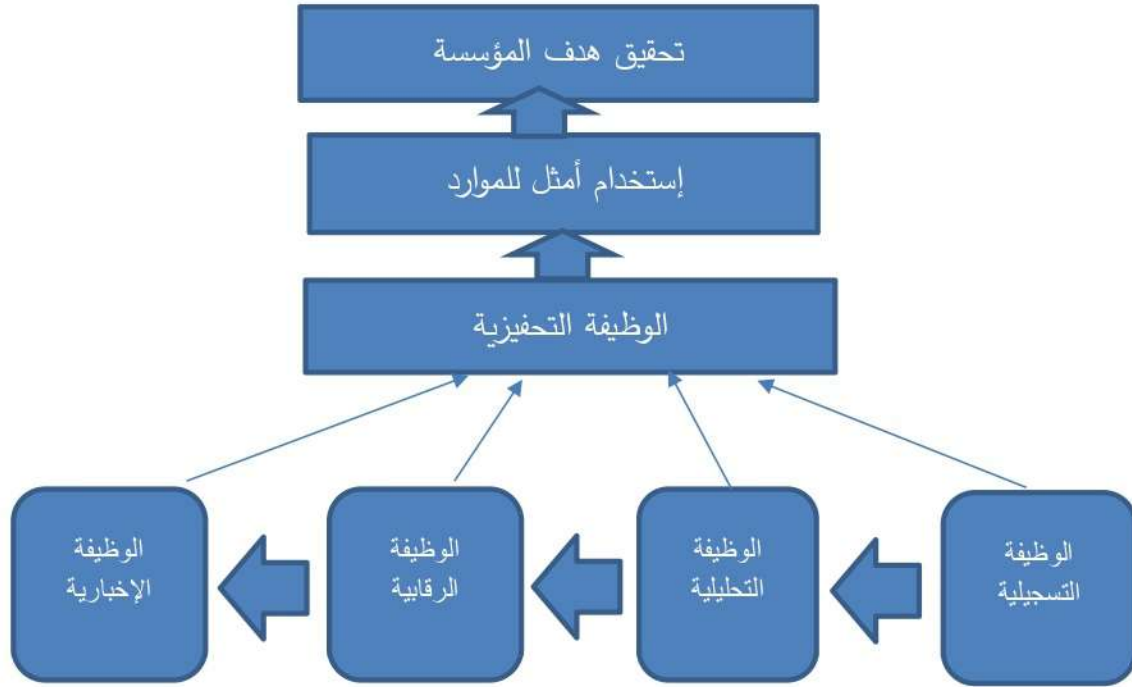 تحقيق هدف المؤسسة
إستخدام أمثل للموارد
الوظيفة التحفيزية
الوظيفة
التسجيلية
الوظيفة
التحليلية
الوظيفة
الرقابية
الوظيفة
الإخبارية